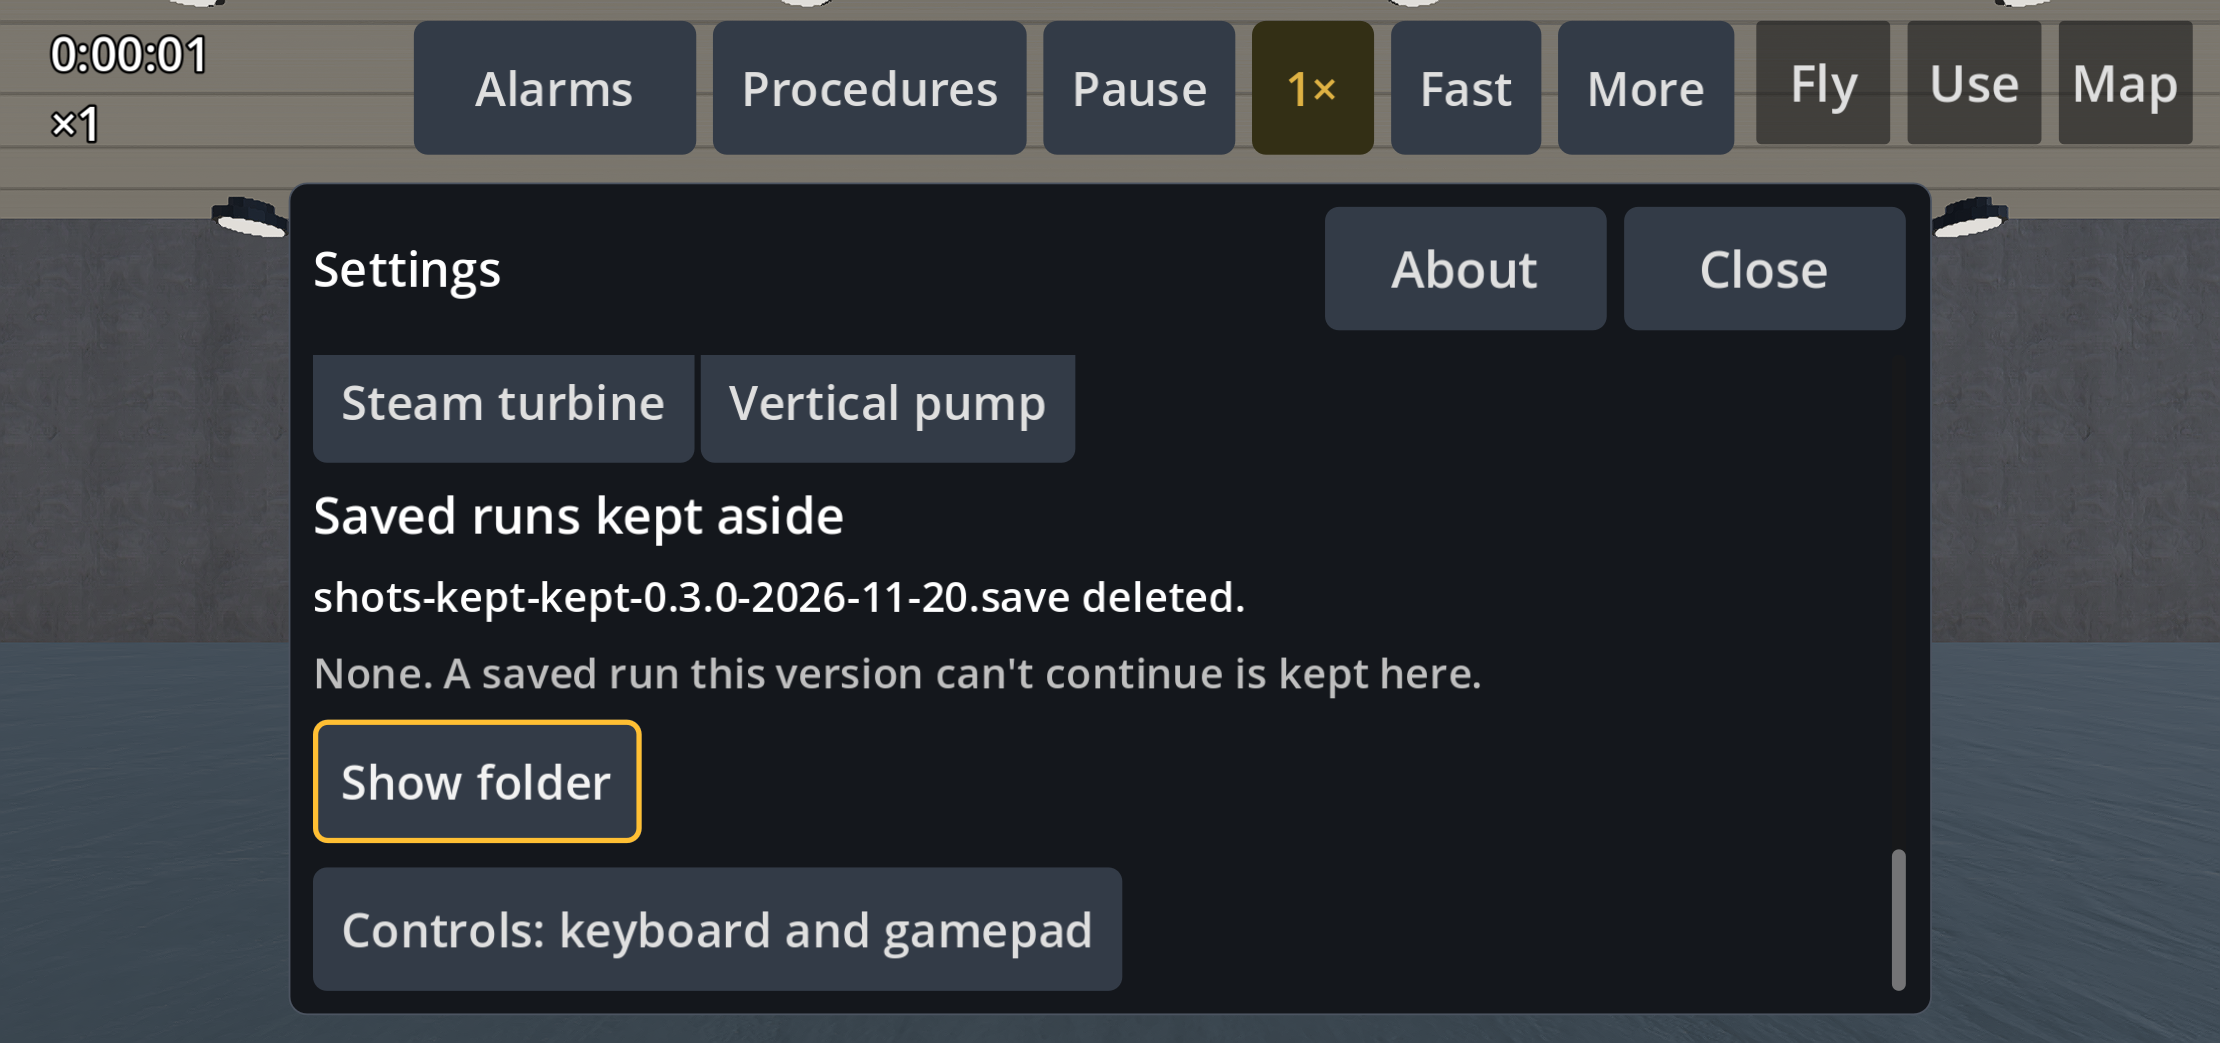 0:00:01
×1
Alarms
Procedures
Pause
1×
Fast
More
Fly
Use
Map
Settings
About
Close
Steam turbine
Vertical pump
Saved runs kept aside
shots-kept-kept-0.3.0-2026-11-20.save deleted.
None. A saved run this version can't continue is kept here.
Show folder
Controls: keyboard and gamepad